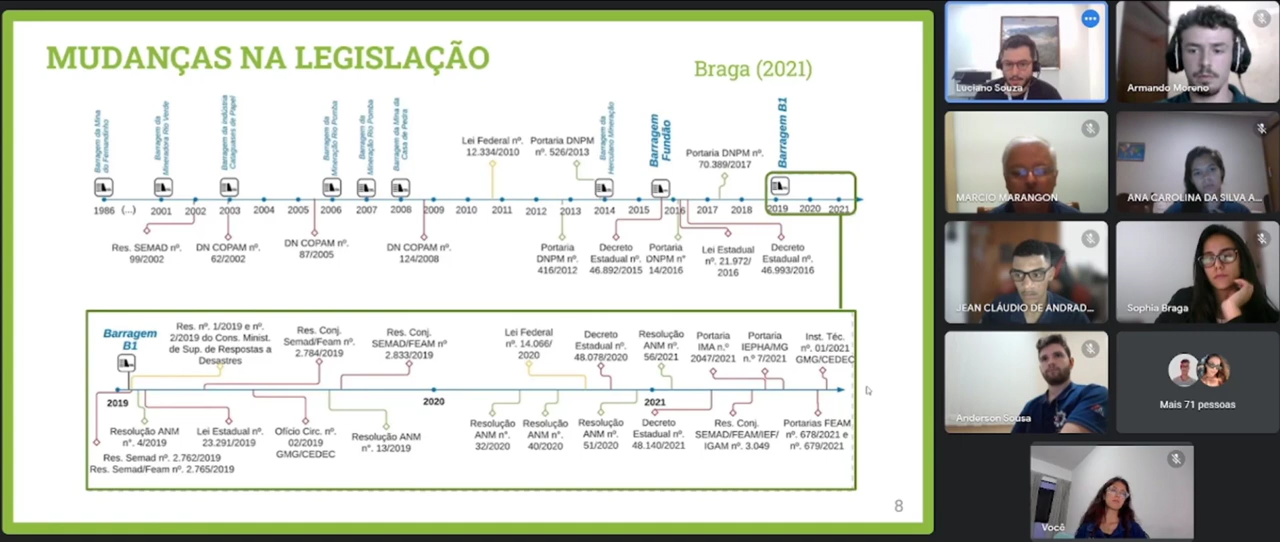 MUDANÇAS NA LEGISLAÇÃO
Braga (2021)
Barragem da Mina
do Fernandinho
Barragem da
Mineradora Rio Verde
Barragem da Indústria
Cataguases de Papel
Barragem da
Mineração Rio Pomba
Barragem da
Mineração Rio Pomba
Barragem da Mina da
Casa de Pedra
Lei Federal nº.
12.334/2010
Portaria DNPM
nº. 526/2013
Barragem da
Herculano Mineração
Barragem
Fundão
Portaria DNPM nº.
70.389/2017
Barragem B1
1986 (...) 2001 2002 2003 2004 2005 2006 2007 2008 2009 2010 2011 2012 2013 2014 2015 2016 2017 2018 2019 2020 2021
Res. SEMAD nº.
99/2002
DN COPAM nº.
62/2002
DN COPAM nº.
87/2005
DN COPAM nº.
124/2008
Portaria
DNPM nº.
416/2012
Decreto
Estadual nº.
46.892/2015
Portaria
DNPM n°
14/2016
Lei Estadual
nº. 21.972/
2016
Decreto
Estadual nº.
46.993/2016
Barragem
B1
Res. nº. 1/2019 e nº.
2/2019 do Cons. Minist.
de Sup. de Respostas a
Desastres
Res. Conj.
Semad/Feam nº.
2.784/2019
Res. Conj.
SEMAD/FEAM nº
2.833/2019
Lei Federal
nº. 14.066/
2020
Decreto
Estadual nº.
48.078/2020
Resolução
ANM nº.
56/2021
Portaria
IMA n.º
2047/2021
Portaria
IEPHA/MG
n.º 7/2021
Inst. Téc.
nº. 01/2021
GMG/CEDEC
2019
2020
2021
Resolução ANM
n°. 4/2019
Res. Semad nº. 2.762/2019
Res. Semad/Feam nº. 2.765/2019
Lei Estadual nº.
23.291/2019
Ofício Circ. nº.
02/2019
GMG/CEDEC
Resolução ANM
n°. 13/2019
Resolução
ANM n°.
32/2020
Resolução
ANM n°.
40/2020
Resolução
ANM nº.
51/2020
Decreto
Estadual nº.
48.140/2021
Res. Conj.
SEMAD/FEAM/IEF/
IGAM nº. 3.049
Portarias FEAM
nº. 678/2021 e
nº. 679/2021
8
Luciano Souza
Armando Moreno
MARCIO MARANGON
ANA CAROLINA DA SILVA A...
JEAN CLÁUDIO DE ANDRAD...
Sophia Braga
Anderson Sousa
Mais 71 pessoas
Você